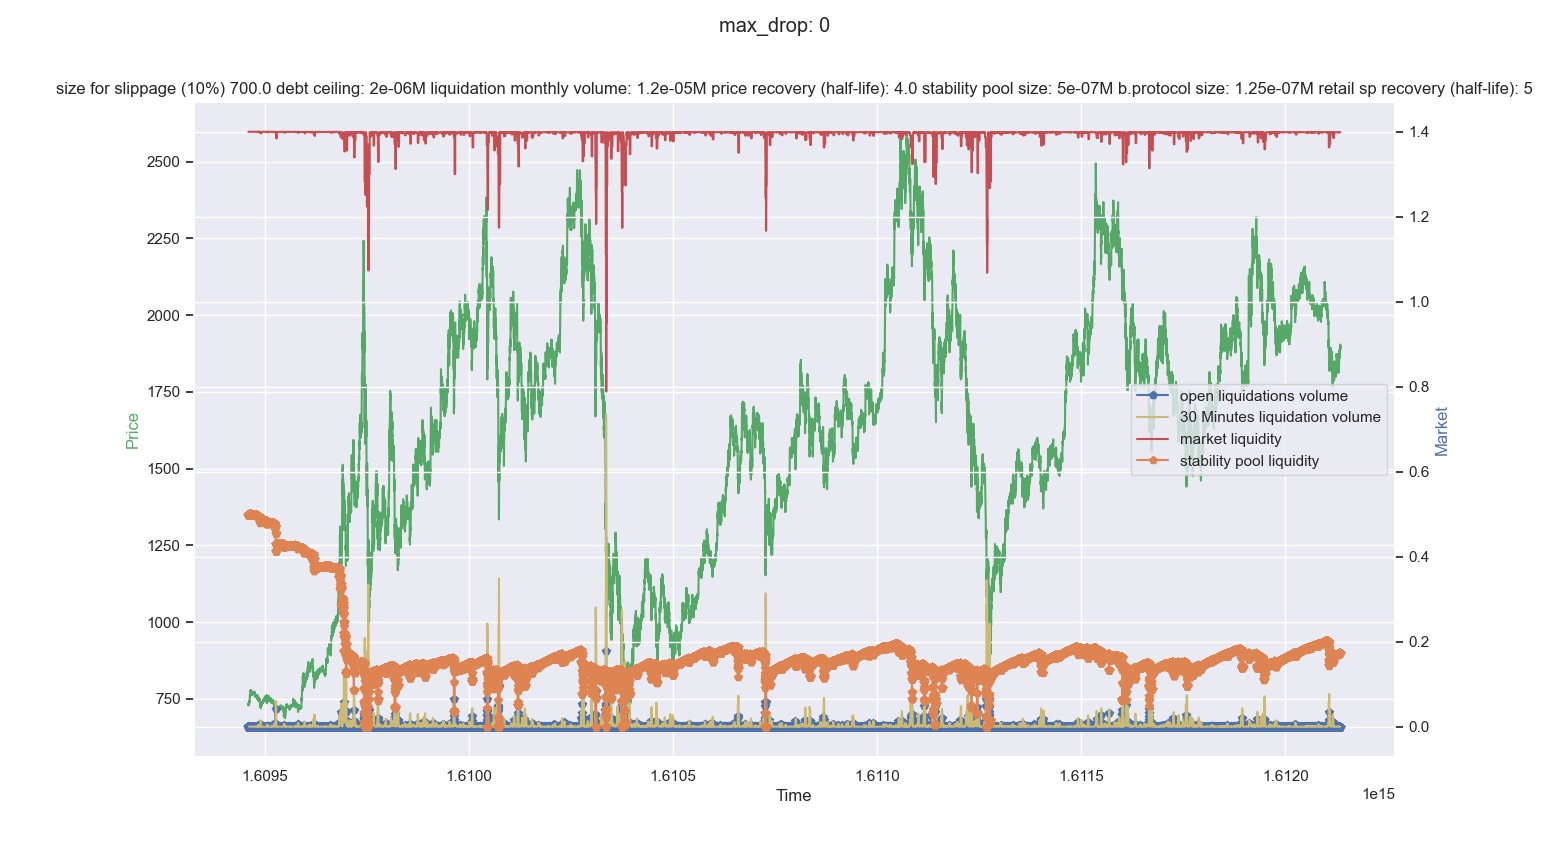 max_drop: 0
size for slippage (10%) 700.0 debt ceiling: 2e-06M liquidation monthly volume: 1.2e-05M price recovery (half-life): 4.0 stability pool size: 5e-07M b.protocol size: 1.25e-07M retail sp recovery (half-life): 5
2500
2250
2000
1750
1500
1250
1000
750
Price
1.4
1.2
1.0
0.8
0.6
0.4
0.2
0.0
Market
open liquidations volume
30 Minutes liquidation volume
market liquidity
stability pool liquidity
1.6095 1.6100 1.6105 1.6110 1.6115 1.6120
Time
1e15